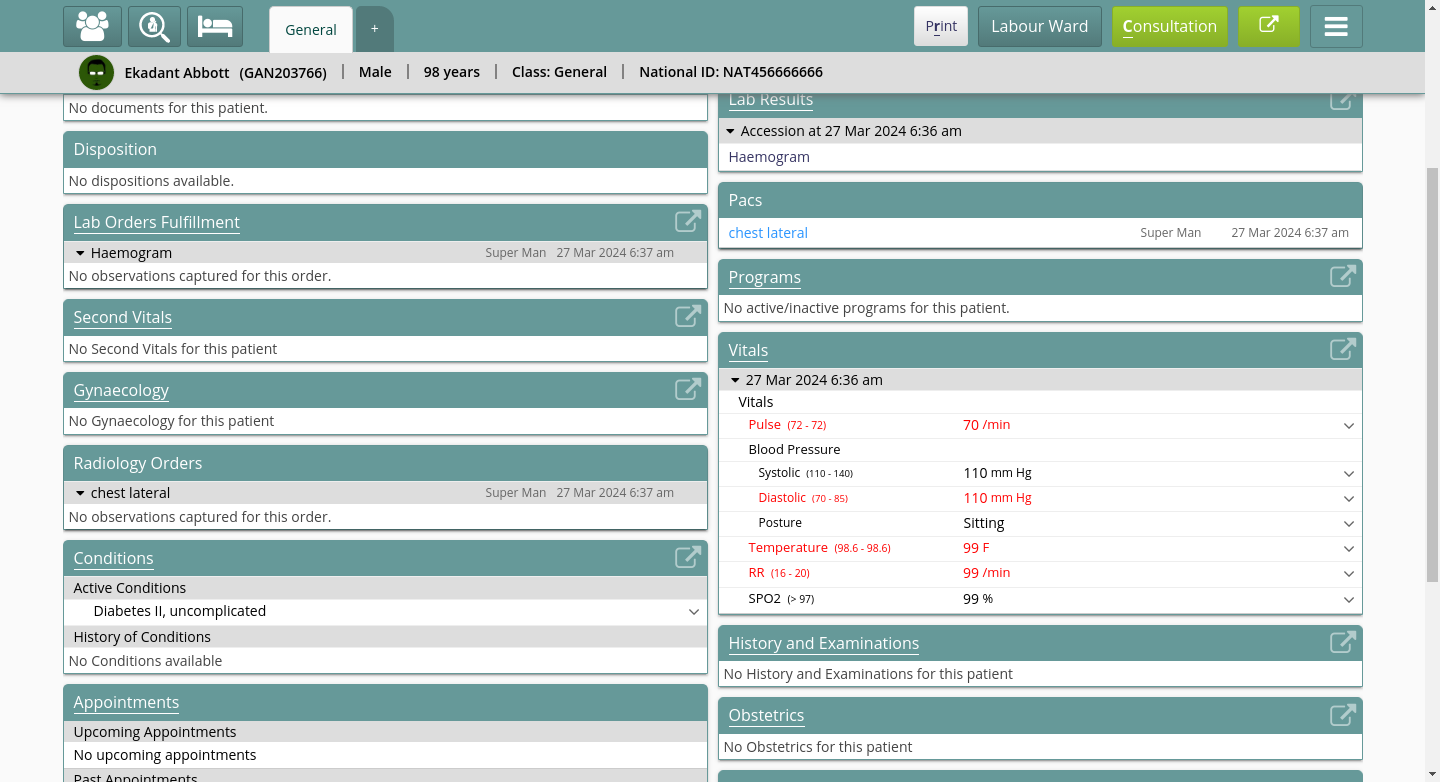 General
+
Print
Labour Ward
Consultation
Ekadant Abbott (GAN203766)
Male
98 years
Class: General
National ID: NAT456666666
No documents for this patient.
Disposition
No dispositions available.
Lab Orders Fulfillment
Haemogram Super Man 27 Mar 2024 6:37 am
No observations captured for this order.
Second Vitals
No Second Vitals for this patient
Gynaecology
No Gynaecology for this patient
Radiology Orders
chest lateral Super Man 27 Mar 2024 6:37 am
No observations captured for this order.
Conditions
Active Conditions
Diabetes II, uncomplicated
History of Conditions
No Conditions available
Appointments
Upcoming Appointments
No upcoming appointments
Past Appointments
Lab Results
Accession at 27 Mar 2024 6:36 am
Haemogram
Pacs
chest lateral Super Man 27 Mar 2024 6:37 am
Programs
No active/inactive programs for this patient.
Vitals
27 Mar 2024 6:36 am
Vitals
Pulse (72 - 72) 70 /min
Blood Pressure
Systolic (110 - 140) 110 mm Hg
Diastolic (70 - 85) 110 mm Hg
Posture Sitting
Temperature (98.6 - 98.6) 99 F
RR (16 - 20) 99 /min
SPO2 (> 97) 99 %
History and Examinations
No History and Examinations for this patient
Obstetrics
No Obstetrics for this patient